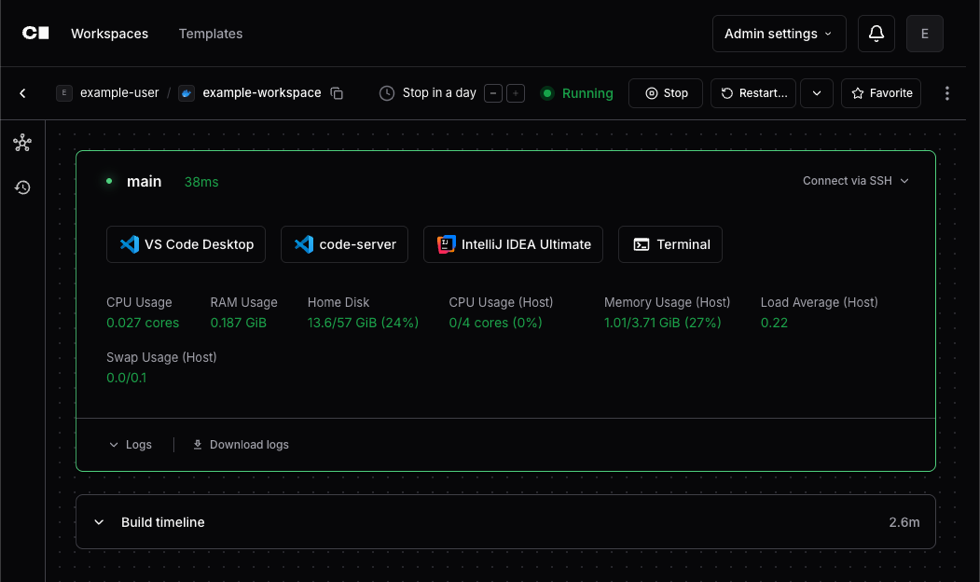 Workspaces Templates Admin settings E
E example-user / example-workspace Stop in a day − + Running Stop Restart... Favorite
main 38ms Connect via SSH
VS Code Desktop code-server IJ IntelliJ IDEA Ultimate Terminal
CPU Usage RAM Usage Home Disk CPU Usage (Host) Memory Usage (Host) Load Average (Host)
0.027 cores 0.187 GiB 13.6/57 GiB (24%) 0/4 cores (0%) 1.01/3.71 GiB (27%) 0.22
Swap Usage (Host)
0.0/0.1
Logs Download logs
Build timeline 2.6m